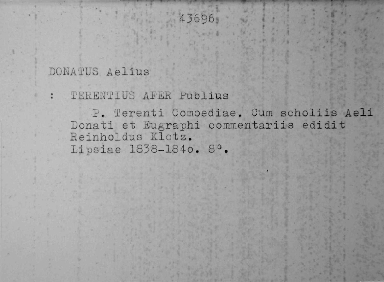 43696
DONATUS Aelius
: TERENTIUS AFER Publius
P. Terenti Comoediae. Cum scholiis Aeli
Donati et Eugraphi commentariis edidit
Reinholdus Klotz.
Lipsiae 1838-1840. 8°.